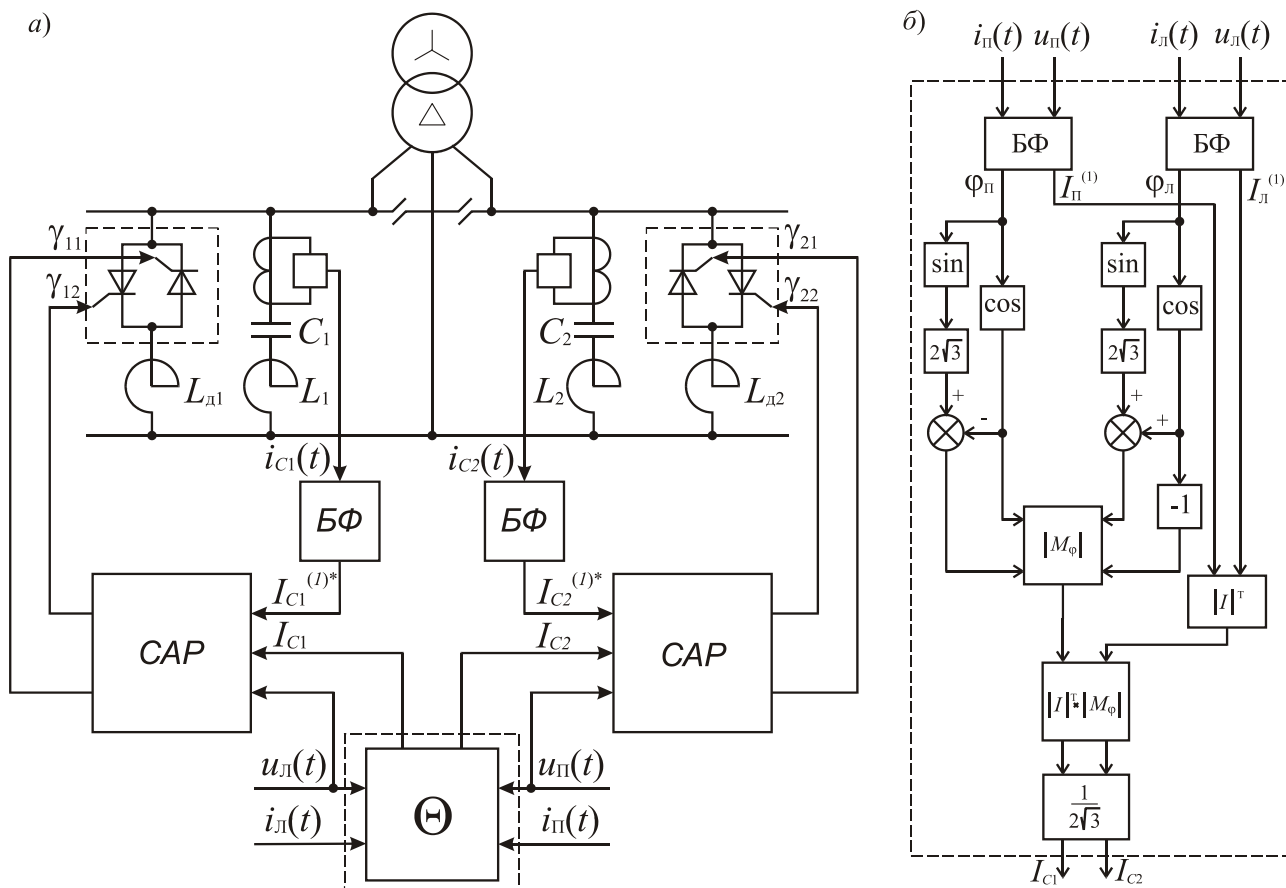 а)
γ11
γ12
C1
Lд1
L1
C2
L2
Lд2
γ21
γ22
iC1(t)
iC2(t)
БФ
БФ
IC1(1)*
IC2(1)*
САР
IC1
IC2
САР
uЛ(t)
uП(t)
Θ
iЛ(t)
iП(t)
б)
iП(t) uП(t) iЛ(t) uЛ(t)
БФ БФ
φП IП(1) φЛ IЛ(1)
sin sin
cos cos
2√3 2√3
+ - + +
-1
|Mφ|
|I|т
|I|т×|Mφ|
1
2√3
IC1 IC2